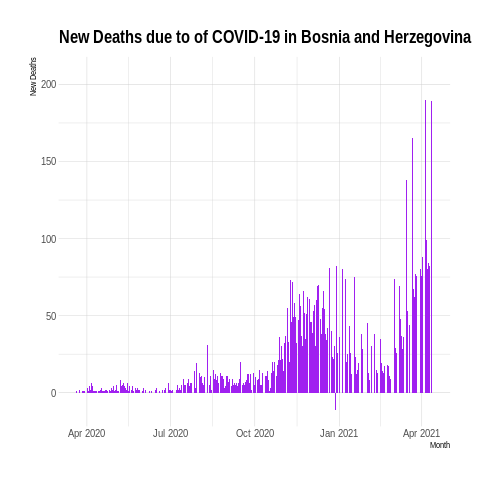 New Deaths due to of COVID-19 in Bosnia and Herzegovina
New Deaths
200
150
100
50
0
Apr 2020 Jul 2020 Oct 2020 Jan 2021 Apr 2021
Month